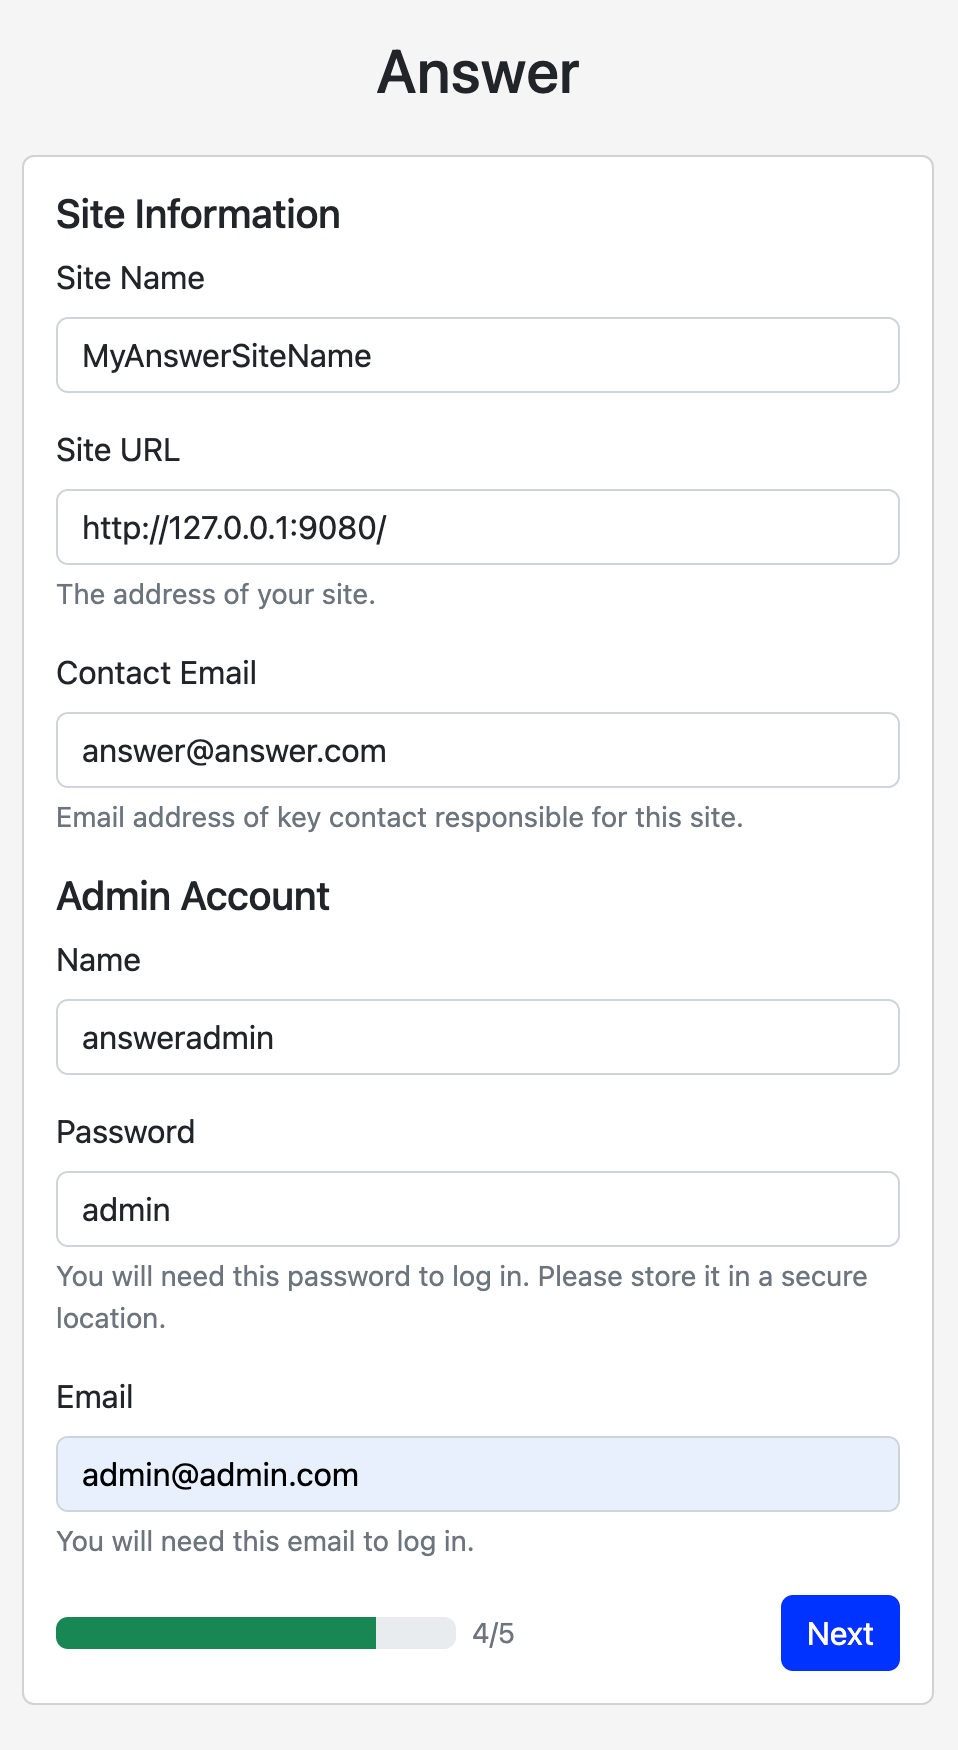 Answer
Site Information
Site Name
MyAnswerSiteName
Site URL
http://127.0.0.1:9080/
The address of your site.
Contact Email
answer@answer.com
Email address of key contact responsible for this site.
Admin Account
Name
answeradmin
Password
admin
You will need this password to log in. Please store it in a secure
location.
Email
admin@admin.com
You will need this email to log in.
4/5
Next